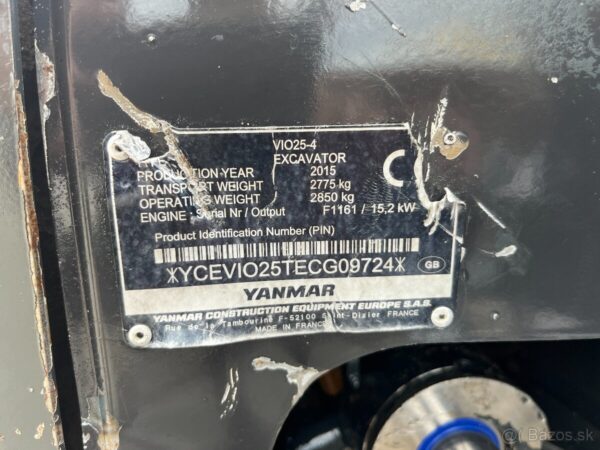 VIO25-4
TYPE EXCAVATOR
PRODUCTION YEAR 2015
TRANSPORT WEIGHT 2775 kg
OPERATING WEIGHT 2850 kg
ENGINE : Serial Nr / Output F1161 / 15,2 kW
C
Product Identification Number (PIN)
*YCEVIO25TECG09724*
GB
YANMAR
YANMAR CONSTRUCTION EQUIPMENT EUROPE S.A.S.
Rue de la Tambourine F-52100 Saint-Dizier FRANCE
MADE IN FRANCE
© Bazos.sk